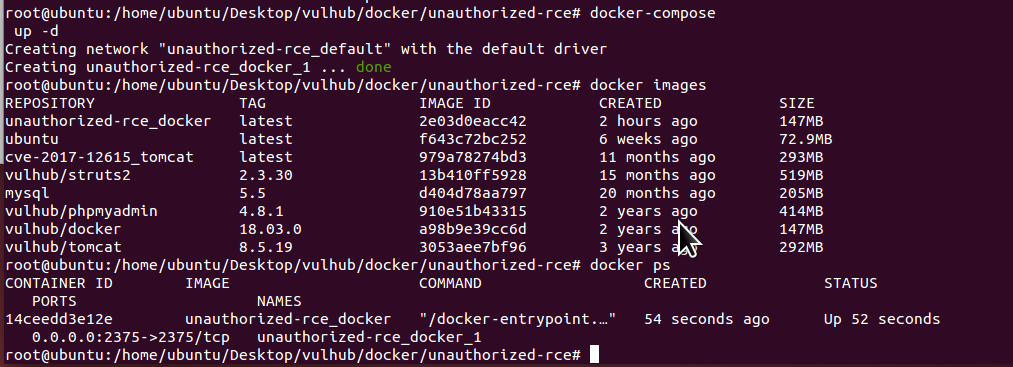 root@ubuntu:/home/ubuntu/Desktop/vulhub/docker/unauthorized-rce# docker-compose
 up -d
Creating network "unauthorized-rce_default" with the default driver
Creating unauthorized-rce_docker_1 ... done
root@ubuntu:/home/ubuntu/Desktop/vulhub/docker/unauthorized-rce# docker images
REPOSITORY                TAG                 IMAGE ID            CREATED             SIZE
unauthorized-rce_docker   latest              2e03d0eacc42        2 hours ago         147MB
ubuntu                    latest              f643c72bc252        6 weeks ago         72.9MB
cve-2017-12615_tomcat     latest              979a78274bd3        11 months ago       293MB
vulhub/struts2            2.3.30              13b410ff5928        15 months ago       519MB
mysql                     5.5                 d404d78aa797        20 months ago       205MB
vulhub/phpmyadmin         4.8.1               910e51b43315        2 years ago         414MB
vulhub/docker             18.03.0             a98b9e39cc6d        2 years ago         147MB
vulhub/tomcat             8.5.19              3053aee7bf96        3 years ago         292MB
root@ubuntu:/home/ubuntu/Desktop/vulhub/docker/unauthorized-rce# docker ps
CONTAINER ID        IMAGE                     COMMAND                  CREATED             STATUS
   PORTS                    NAMES
14ceedd3e12e        unauthorized-rce_docker   "/docker-entrypoint.…"   54 seconds ago      Up 52 seconds
   0.0.0.0:2375->2375/tcp   unauthorized-rce_docker_1
root@ubuntu:/home/ubuntu/Desktop/vulhub/docker/unauthorized-rce#